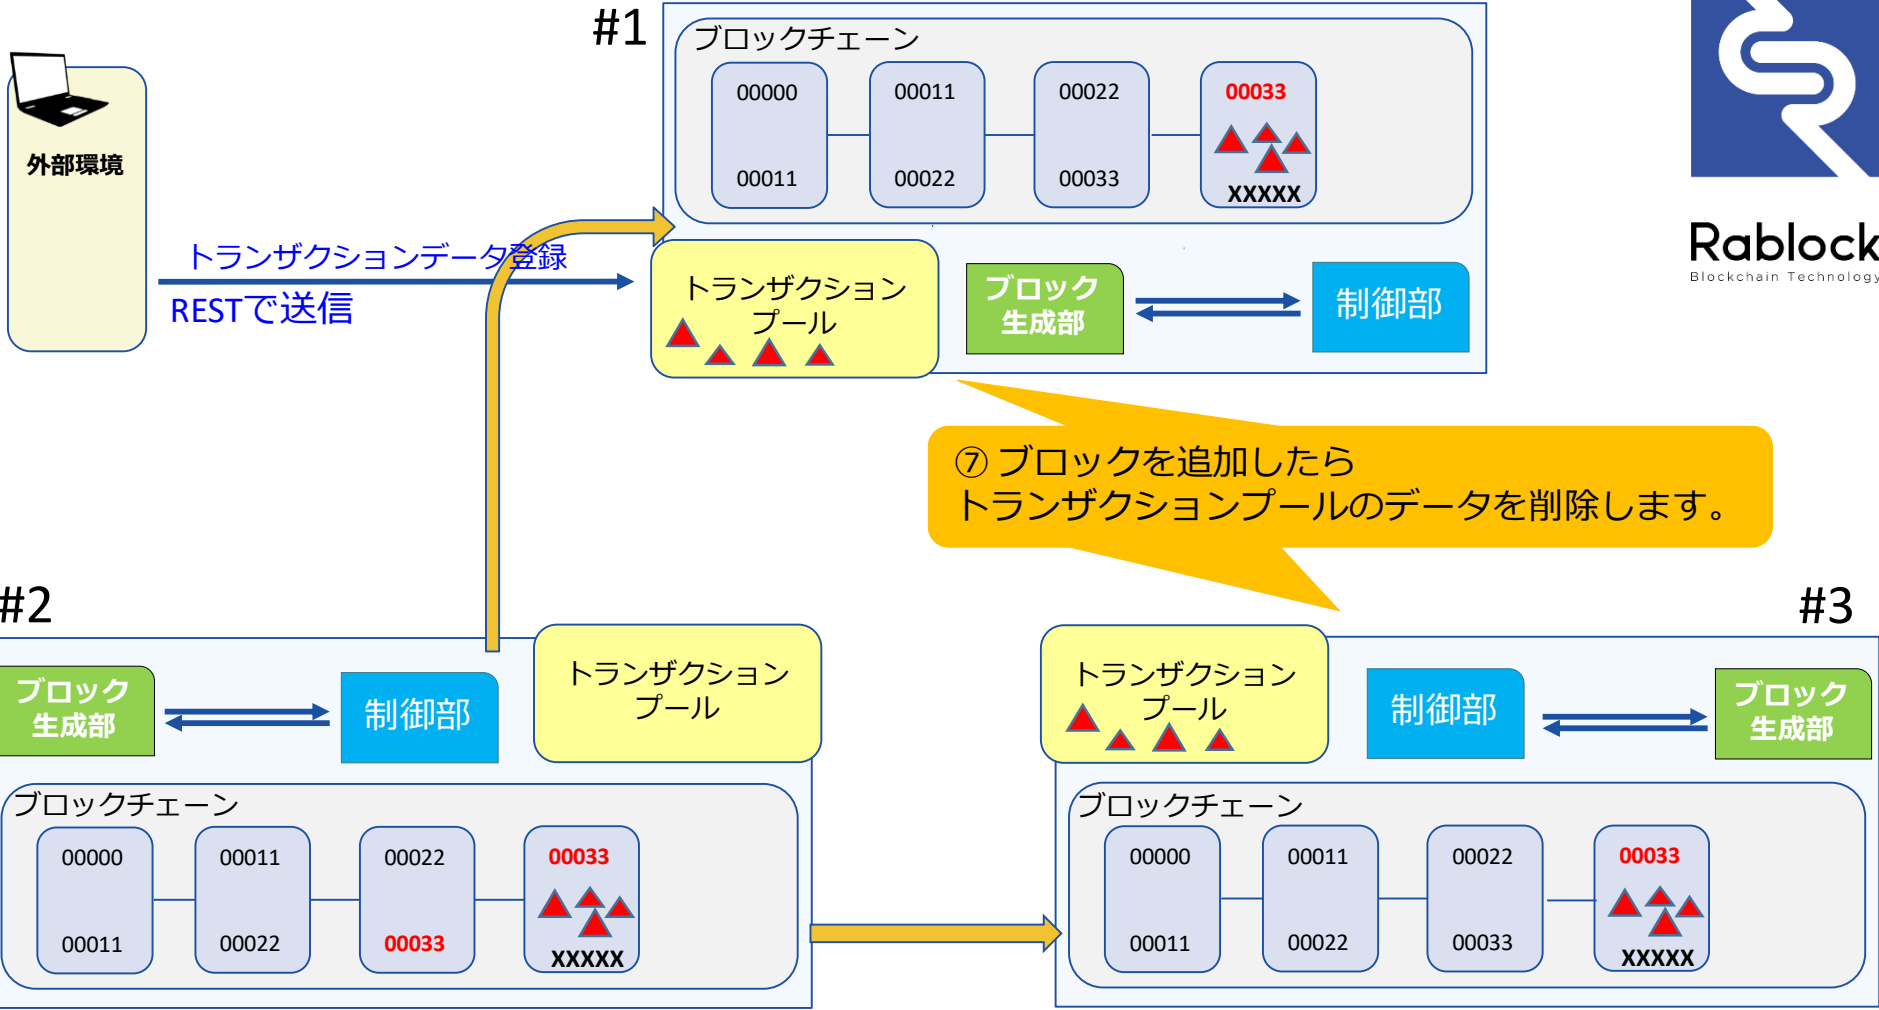 #1
ブロックチェーン
00000
00011
00022
00033
00011
00022
00033
XXXXX
外部環境
トランザクションデータ登録
RESTで送信
トランザクション
プール
ブロック
生成部
制御部
Rablock
Blockchain Technology
⑦ ブロックを追加したら
トランザクションプールのデータを削除します。
#2
ブロック
生成部
制御部
トランザクション
プール
ブロックチェーン
00000
00011
00022
00033
00011
00022
00033
XXXXX
#3
トランザクション
プール
制御部
ブロック
生成部
ブロックチェーン
00000
00011
00022
00033
00011
00022
00033
XXXXX